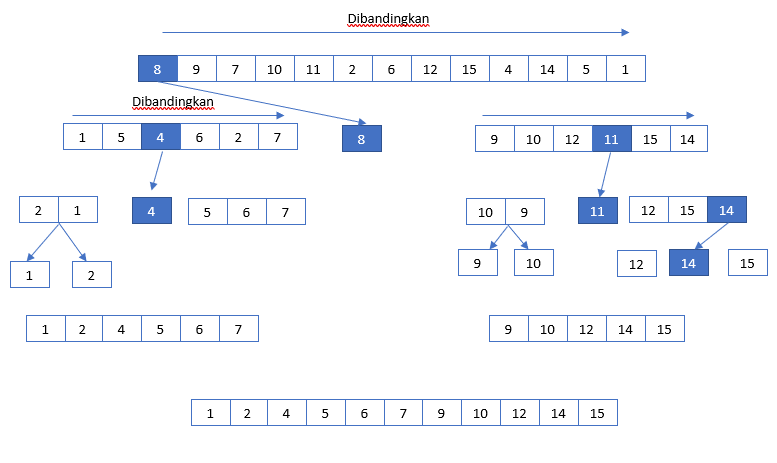 Dibandingkan
8 9 7 10 11 2 6 12 15 4 14 5 1
Dibandingkan
1 5 4 6 2 7
8
9 10 12 11 15 14
2 1
4
5 6 7
10 9
11
12 15 14
1
2
9
10
12
14
15
1 2 4 5 6 7
9 10 12 14 15
1 2 4 5 6 7 9 10 12 14 15